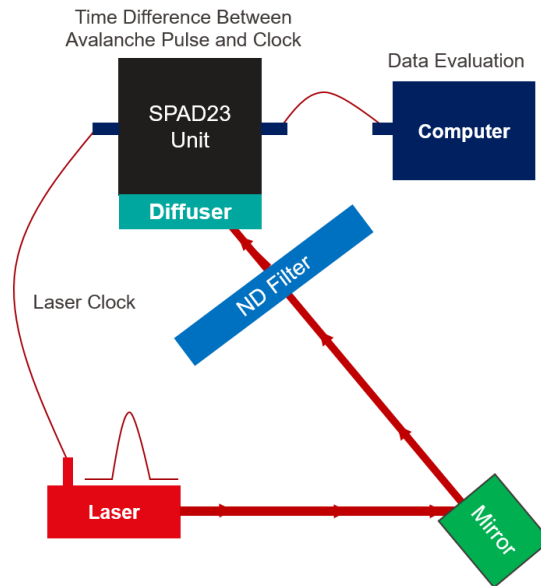 Time Difference Between
Avalanche Pulse and Clock
Data Evaluation
SPAD23
Unit
Computer
Diffuser
ND Filter
Laser Clock
Laser
Mirror